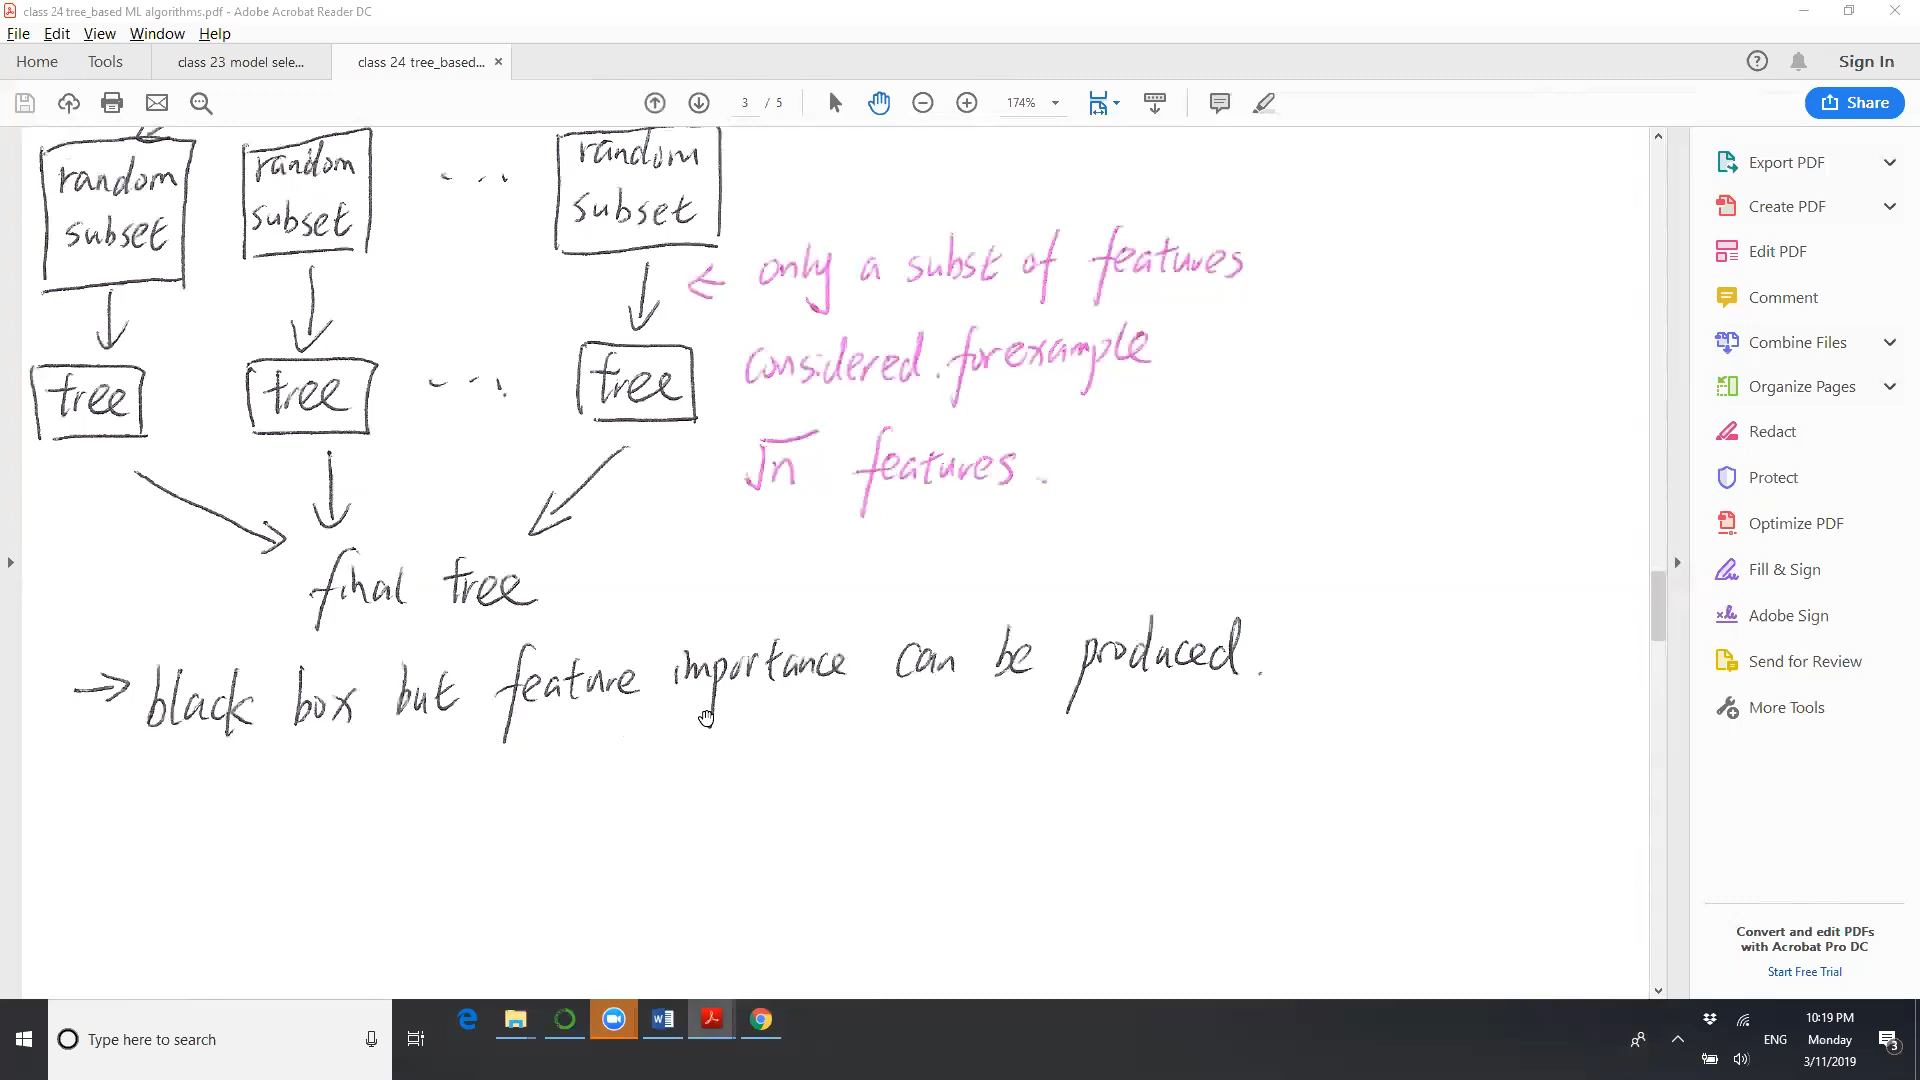 class 24 tree_based ML algorithms.pdf - Adobe Acrobat Reader DC
File Edit View Window Help
Home Tools class 23 model sele... class 24 tree_based... ×
? Sign In
3 / 5 174% Share
random random ... random
subset subset subset
← only a subst of features
considered. for example
tree tree ... tree
√n features.
final tree
→ black box but feature importance can be produced.
Export PDF
Create PDF
Edit PDF
Comment
Combine Files
Organize Pages
Redact
Protect
Optimize PDF
Fill & Sign
Adobe Sign
Send for Review
More Tools
Convert and edit PDFs
with Acrobat Pro DC
Start Free Trial
Type here to search
10:19 PM
ENG Monday
3/11/2019
3